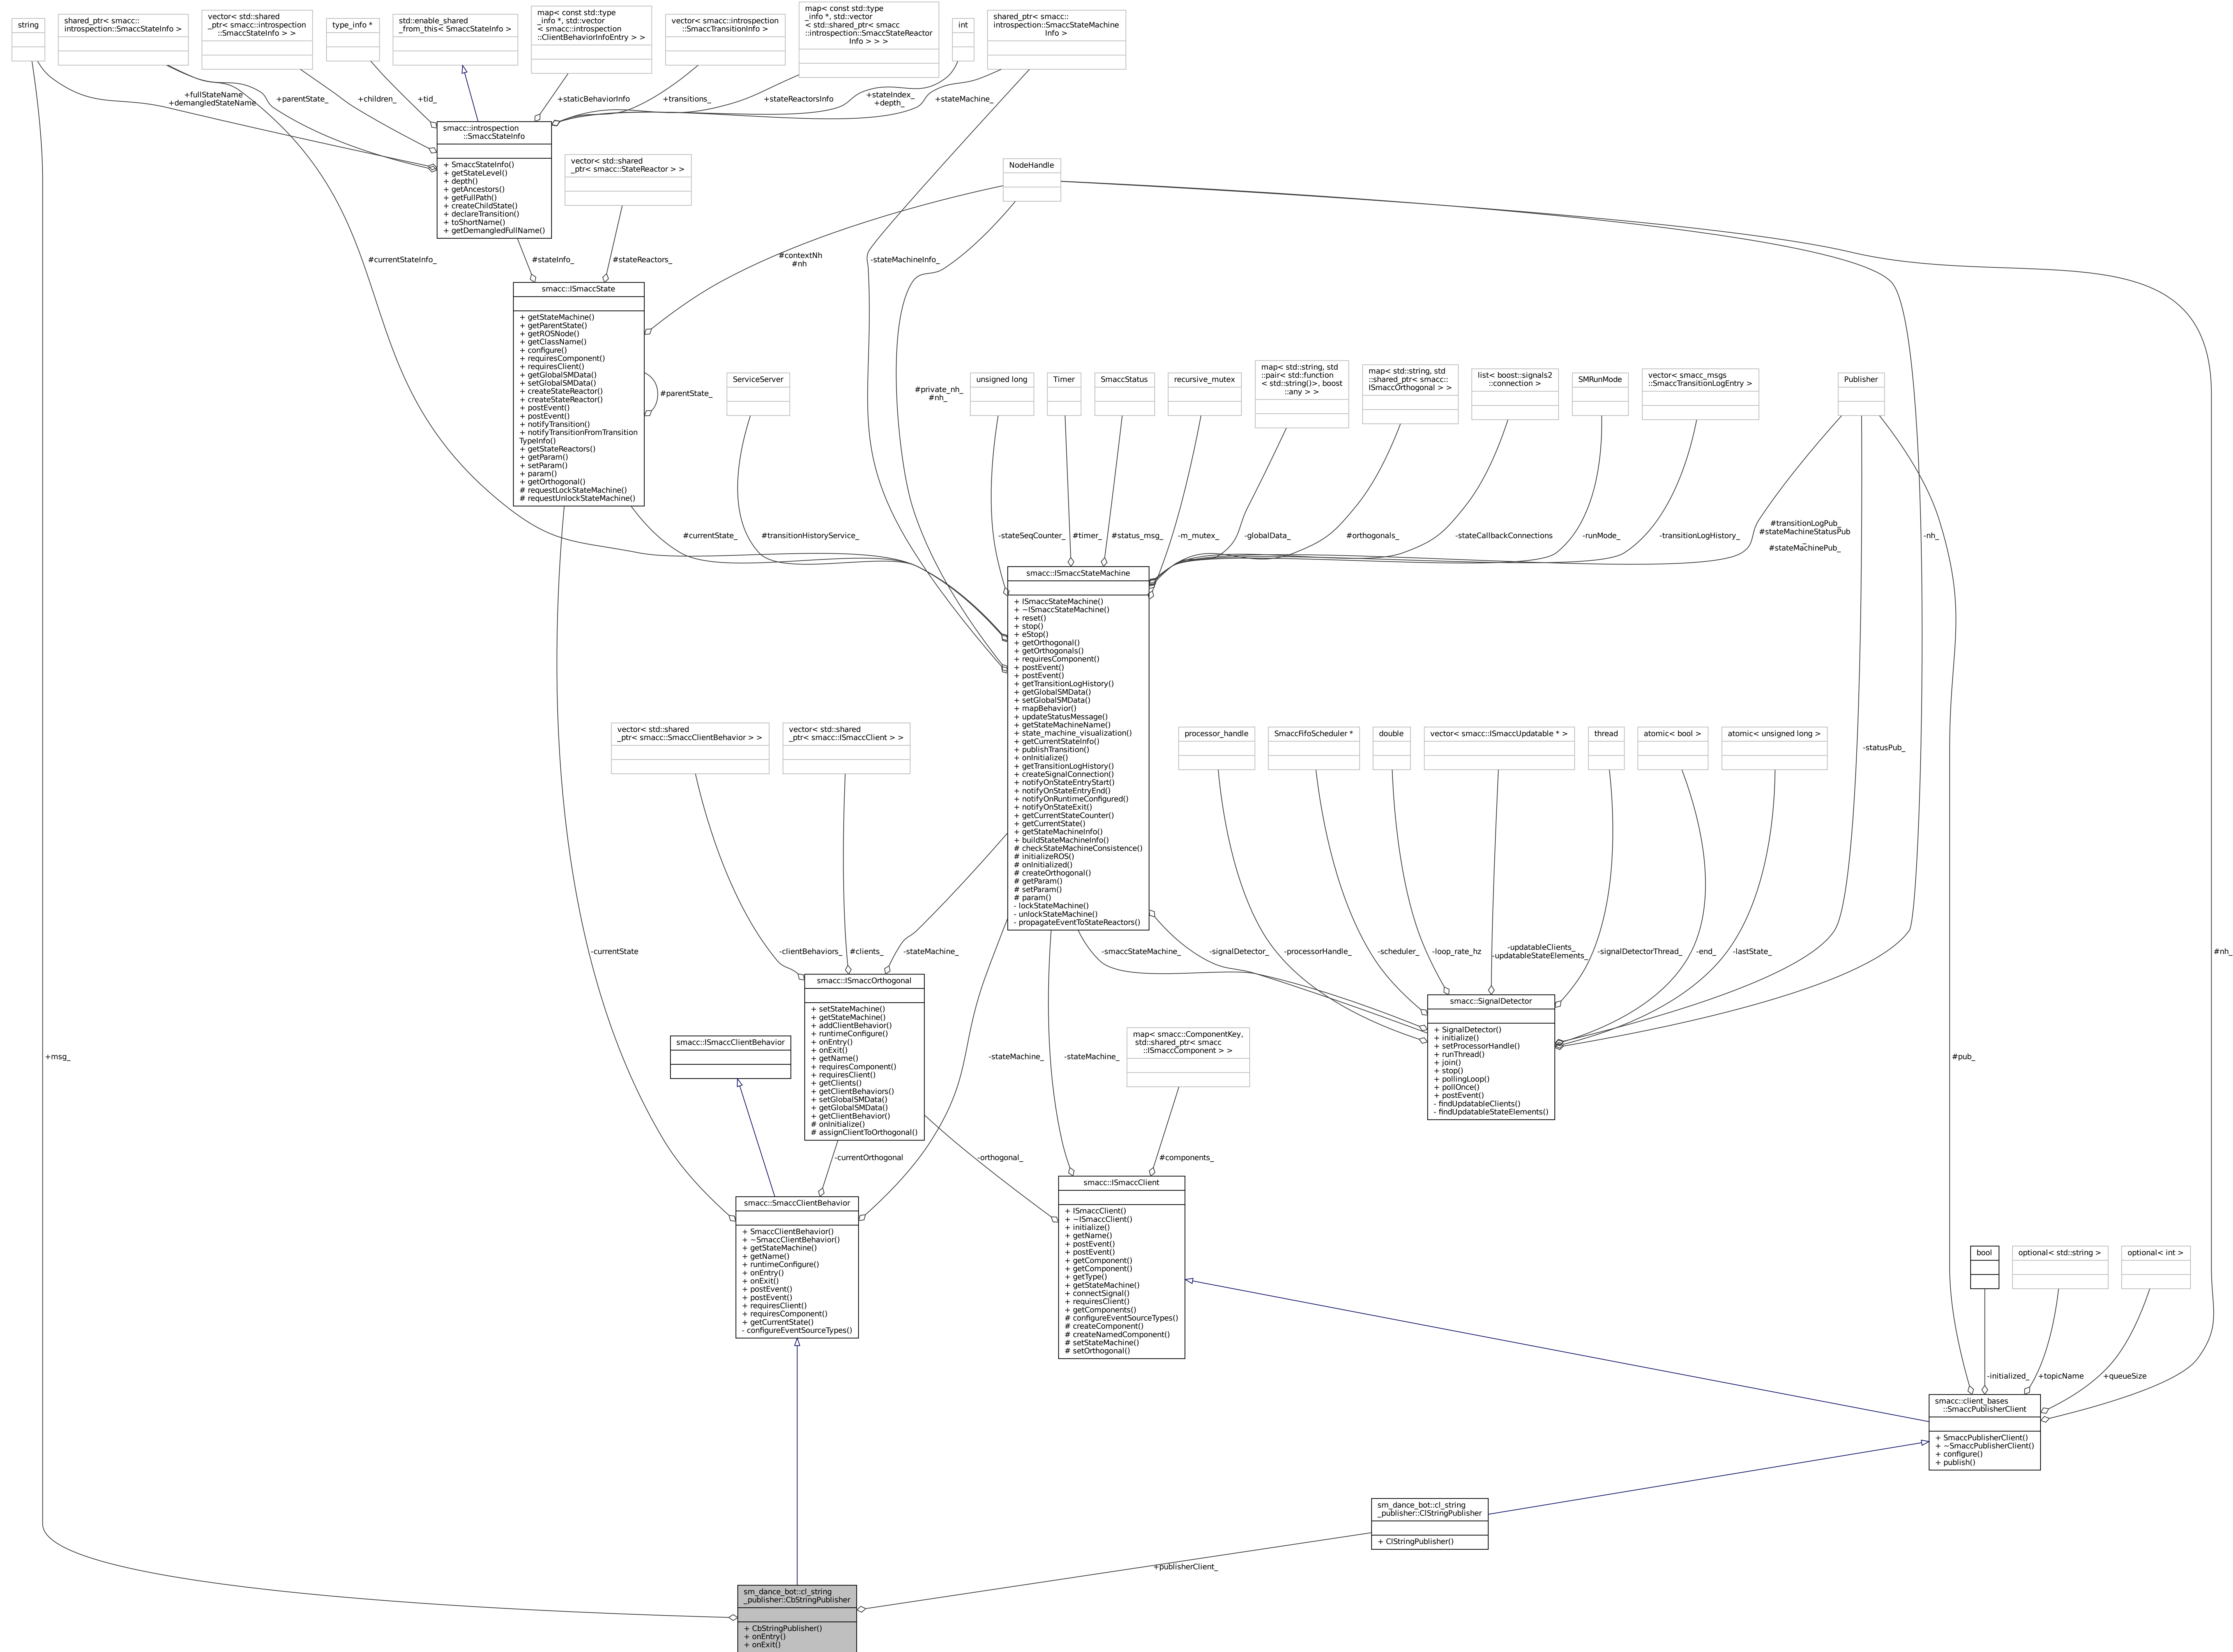 string
shared_ptr< smacc::
introspection::SmaccStateInfo >
vector< std::shared
_ptr< smacc::introspection
::SmaccStateInfo > >
type_info *
std::enable_shared
_from_this< SmaccStateInfo >
map< const std::type
_info *, std::vector
< smacc::introspection
::ClientBehaviorInfoEntry > >
vector< smacc::introspection
::SmaccTransitionInfo >
map< const std::type
_info *, std::vector
< std::shared_ptr< smacc
::introspection::SmaccStateReactor
Info > > >
int
shared_ptr< smacc::
introspection::SmaccStateMachine
Info >
+fullStateName
+demangledStateName
+parentState_
+children_
+tid_
+staticBehaviorInfo
+transitions_
+stateReactorsInfo
+stateIndex_
+depth_
+stateMachine_
smacc::introspection
::SmaccStateInfo
+ SmaccStateInfo()
+ getStateLevel()
+ depth()
+ getAncestors()
+ getFullPath()
+ createChildState()
+ declareTransition()
+ toShortName()
+ getDemangledFullName()
vector< std::shared
_ptr< smacc::StateReactor > >
NodeHandle
#currentStateInfo_
#stateInfo_
#stateReactors_
#contextNh
#nh
-stateMachineInfo_
smacc::ISmaccState
+ getStateMachine()
+ getParentState()
+ getROSNode()
+ getClassName()
+ configure()
+ requiresComponent()
+ requiresClient()
+ getGlobalSMData()
+ setGlobalSMData()
+ createStateReactor()
+ createStateReactor()
+ postEvent()
+ postEvent()
+ notifyTransition()
+ notifyTransitionFromTransition
TypeInfo()
+ getStateReactors()
+ getParam()
+ setParam()
+ param()
+ getOrthogonal()
# requestLockStateMachine()
# requestUnlockStateMachine()
#parentState_
ServiceServer
#private_nh_
#nh_
unsigned long
Timer
SmaccStatus
recursive_mutex
map< std::string, std
::pair< std::function
< std::string()>, boost
::any > >
map< std::string, std
::shared_ptr< smacc::
ISmaccOrthogonal > >
list< boost::signals2
::connection >
SMRunMode
vector< smacc_msgs
::SmaccTransitionLogEntry >
Publisher
#currentState_
#transitionHistoryService_
-stateSeqCounter_
#timer_
#status_msg_
-m_mutex_
-globalData_
#orthogonals_
-stateCallbackConnections
-runMode_
-transitionLogHistory_
#transitionLogPub_
#stateMachineStatusPub
_
#stateMachinePub_
-nh_
smacc::ISmaccStateMachine
+ ISmaccStateMachine()
+ ~ISmaccStateMachine()
+ reset()
+ stop()
+ eStop()
+ getOrthogonal()
+ getOrthogonals()
+ requiresComponent()
+ postEvent()
+ postEvent()
+ getTransitionLogHistory()
+ getGlobalSMData()
+ setGlobalSMData()
+ mapBehavior()
+ updateStatusMessage()
+ getStateMachineName()
+ state_machine_visualization()
+ getCurrentStateInfo()
+ publishTransition()
+ onInitialize()
+ getTransitionLogHistory()
+ createSignalConnection()
+ notifyOnStateEntryStart()
+ notifyOnStateEntryEnd()
+ notifyOnRuntimeConfigured()
+ notifyOnStateExit()
+ getCurrentStateCounter()
+ getCurrentState()
+ getStateMachineInfo()
+ buildStateMachineInfo()
# checkStateMachineConsistence()
# initializeROS()
# onInitialized()
# createOrthogonal()
# getParam()
# setParam()
# param()
- lockStateMachine()
- unlockStateMachine()
- propagateEventToStateReactors()
vector< std::shared
_ptr< smacc::SmaccClientBehavior > >
vector< std::shared
_ptr< smacc::ISmaccClient > >
processor_handle
SmaccFifoScheduler *
double
vector< smacc::ISmaccUpdatable * >
thread
atomic< bool >
atomic< unsigned long >
-statusPub_
-currentState
-clientBehaviors_
#clients_
-stateMachine_
-smaccStateMachine_
-signalDetector_
-processorHandle_
-scheduler_
-loop_rate_hz
-updatableClients_
-updatableStateElements_
-signalDetectorThread_
-end_
-lastState_
#nh_
smacc::ISmaccOrthogonal
+ setStateMachine()
+ getStateMachine()
+ addClientBehavior()
+ runtimeConfigure()
+ onEntry()
+ onExit()
+ getName()
+ requiresComponent()
+ requiresClient()
+ getClients()
+ getClientBehaviors()
+ setGlobalSMData()
+ getGlobalSMData()
+ getClientBehavior()
# onInitialize()
# assignClientToOrthogonal()
smacc::SignalDetector
+ SignalDetector()
+ initialize()
+ setProcessorHandle()
+ runThread()
+ join()
+ stop()
+ pollingLoop()
+ pollOnce()
+ postEvent()
- findUpdatableClients()
- findUpdatableStateElements()
smacc::ISmaccClientBehavior
map< smacc::ComponentKey,
std::shared_ptr< smacc
::ISmaccComponent > >
+msg_
-stateMachine_
-stateMachine_
#pub_
-currentOrthogonal
-orthogonal_
#components_
smacc::SmaccClientBehavior
+ SmaccClientBehavior()
+ ~SmaccClientBehavior()
+ getStateMachine()
+ getName()
+ runtimeConfigure()
+ onEntry()
+ onExit()
+ postEvent()
+ postEvent()
+ requiresClient()
+ requiresComponent()
+ getCurrentState()
- configureEventSourceTypes()
smacc::ISmaccClient
+ ISmaccClient()
+ ~ISmaccClient()
+ initialize()
+ getName()
+ postEvent()
+ postEvent()
+ getComponent()
+ getComponent()
+ getType()
+ getStateMachine()
+ connectSignal()
+ requiresClient()
+ getComponents()
# configureEventSourceTypes()
# createComponent()
# createNamedComponent()
# setStateMachine()
# setOrthogonal()
bool
optional< std::string >
optional< int >
-initialized_
+topicName
+queueSize
smacc::client_bases
::SmaccPublisherClient
+ SmaccPublisherClient()
+ ~SmaccPublisherClient()
+ configure()
+ publish()
sm_dance_bot::cl_string
_publisher::ClStringPublisher
+ ClStringPublisher()
+publisherClient_
sm_dance_bot::cl_string
_publisher::CbStringPublisher
+ CbStringPublisher()
+ onEntry()
+ onExit()